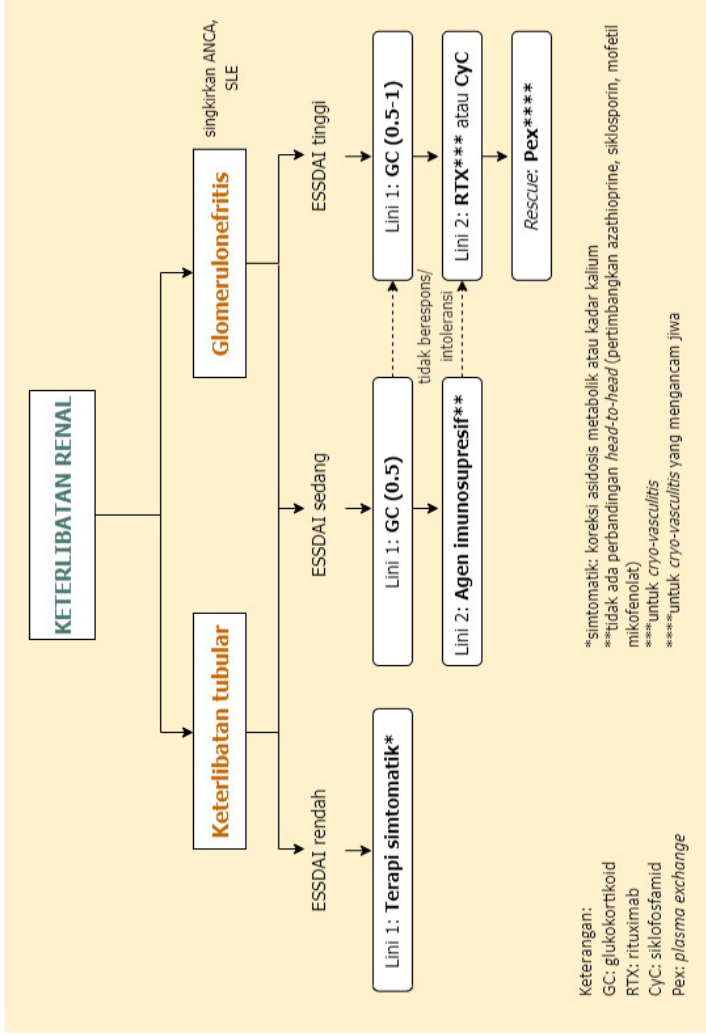 KETERLIBATAN RENAL
Keterlibatan tubular
Glomerulonefritis
singkirkan ANCA,
SLE
ESSDAI rendah
ESSDAI sedang
ESSDAI tinggi
Lini 1: Terapi simtomatik*
Lini 1: GC (0.5)
Lini 1: GC (0.5-1)
tidak berespons/
intoleransi
Lini 2: Agen imunosupresif**
Lini 2: RTX*** atau CyC
Rescue: Pex****
Keterangan:
GC: glukokortikoid
RTX: rituximab
CyC: siklofosfamid
Pex: plasma exchange
*simtomatik: koreksi asidosis metabolik atau kadar kalium
**tidak ada perbandingan head-to-head (pertimbangkan azathioprine, siklosporin, mofetil
mikofenolat)
***untuk cryo-vasculitis
****untuk cryo-vasculitis yang mengancam jiwa